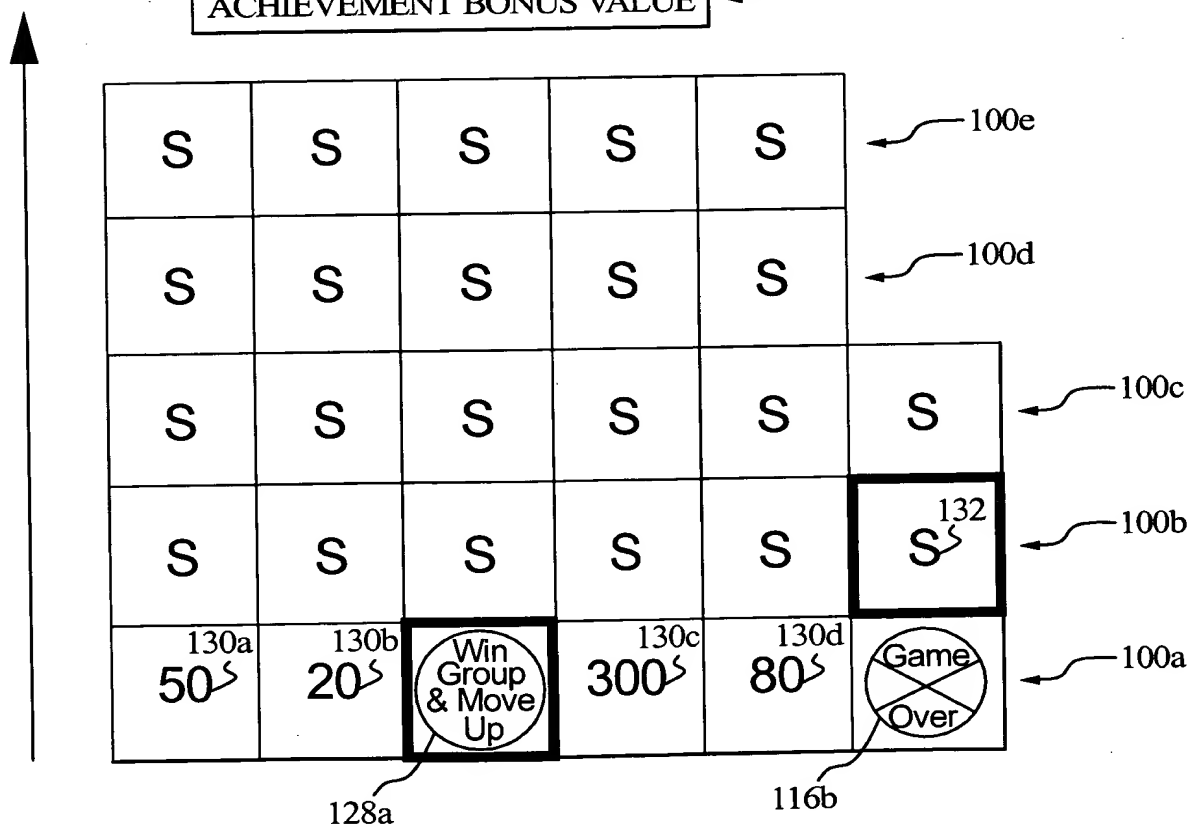 ACHIEVEMENT BONUS VALUE
S S S S S 100e
S S S S S 100d
S S S S S S 100c
S S S S S S 132 100b
130a 130b 130c 130d
50 20 Win Group & Move Up 300 80 Game Over 100a
128a 116b